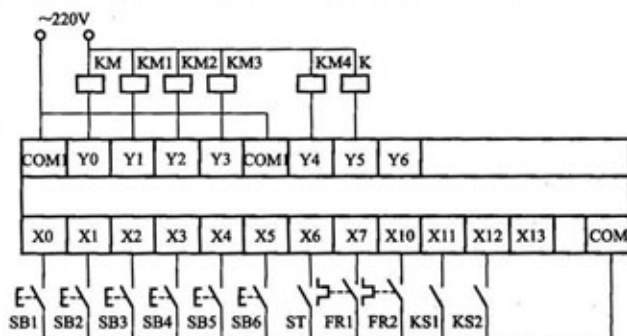 ~220V
KM KM1 KM2 KM3 KM4 K
COM1 Y0 Y1 Y2 Y3 COM1 Y4 Y5 Y6
X0 X1 X2 X3 X4 X5 X6 X7 X10 X11 X12 X13 COM
SB1 SB2 SB3 SB4 SB5 SB6 ST FR1 FR2 KS1 KS2